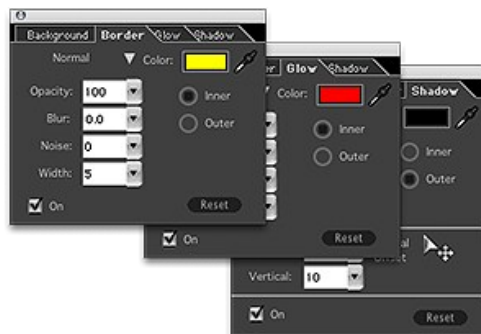 Background Border Glow Shadow
Normal Color:
Opacity: 100 Inner
Blur: 0.0 Outer
Noise: 0
Width: 5
On Reset
Glow Shadow
Color:
Inner
Outer
On Reset
Shadow
Inner
Outer
Vertical: 10
On Reset